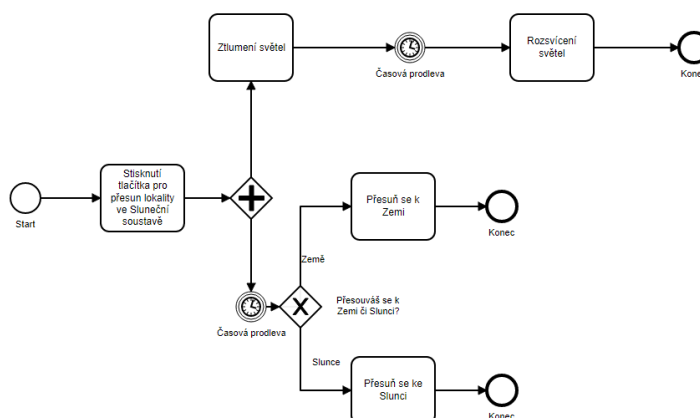 Ztlumení světel
Časová prodleva
Rozsvícení
světel
Stisknutí
tlačítka pro
přesun lokality
ve Sluneční
soustavě
Start
Přesuň se k
Zemi
Konec
Země
Přesouváš se k
Zemi či Slunci?
Časová prodleva
Slunce
Přesuň se ke
Slunci
Konec